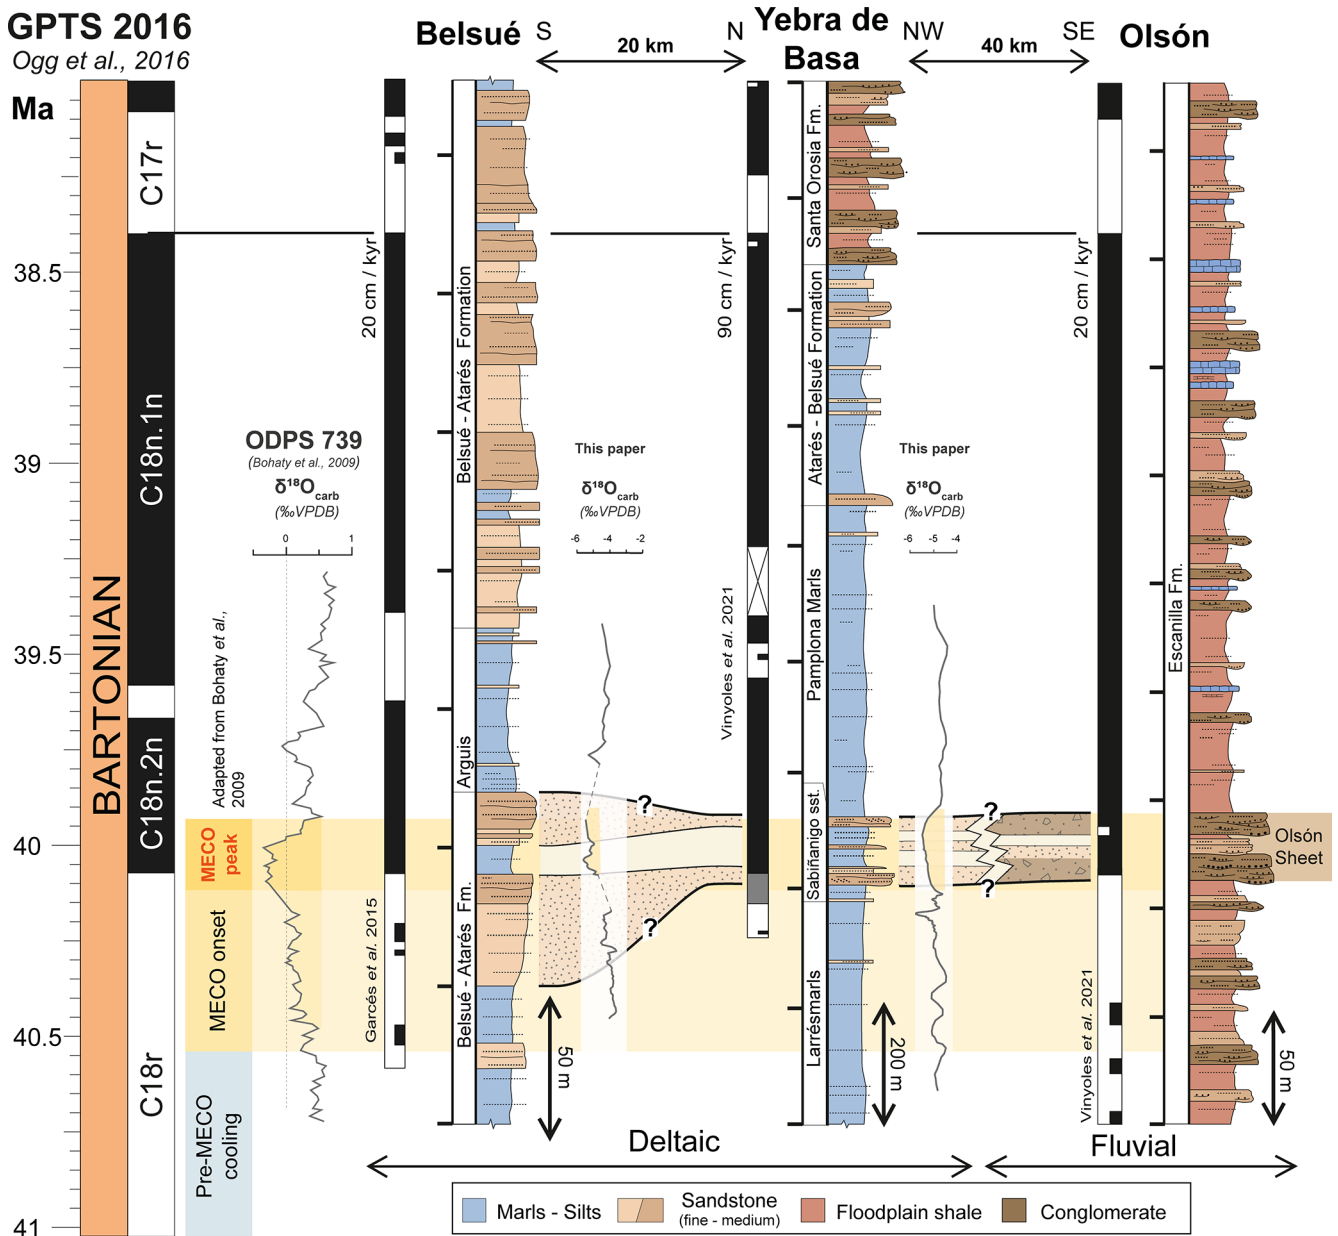 GPTS 2016
Ogg et al., 2016
Ma
Belsué
S
20 km
N
Yebra de
Basa
NW
40 km
SE
Olsón
38.5
39
39.5
40
40.5
41
BARTONIAN
C17r
C18n.1n
C18n.2n
C18r
MECO
peak
MECO onset
Pre-MECO
cooling
Adapted from Bohaty et al.,
2009
ODPS 739
(Bohaty et al., 2009)
δ¹⁸Ocarb
(‰VPDB)
0
1
20 cm / kyr
Garcés et al. 2015
Belsué - Atarés Formation
Arguis
Belsué - Atarés Fm.
This paper
δ¹⁸Ocarb
(‰VPDB)
-6
-4
-2
?
?
50 m
90 cm / kyr
Vinyoles et al. 2021
Santa Orosia Fm.
Atarés - Belsué Formation
Pamplona Marls
Sabiñanigo sst.
Larrésmarls
This paper
δ¹⁸Ocarb
(‰VPDB)
-6
-5
-4
?
?
200 m
20 cm / kyr
Vinyoles et al. 2021
Escanilla Fm.
Olsón
Sheet
50 m
Deltaic
Fluvial
Marls - Silts
Sandstone
(fine - medium)
Floodplain shale
Conglomerate